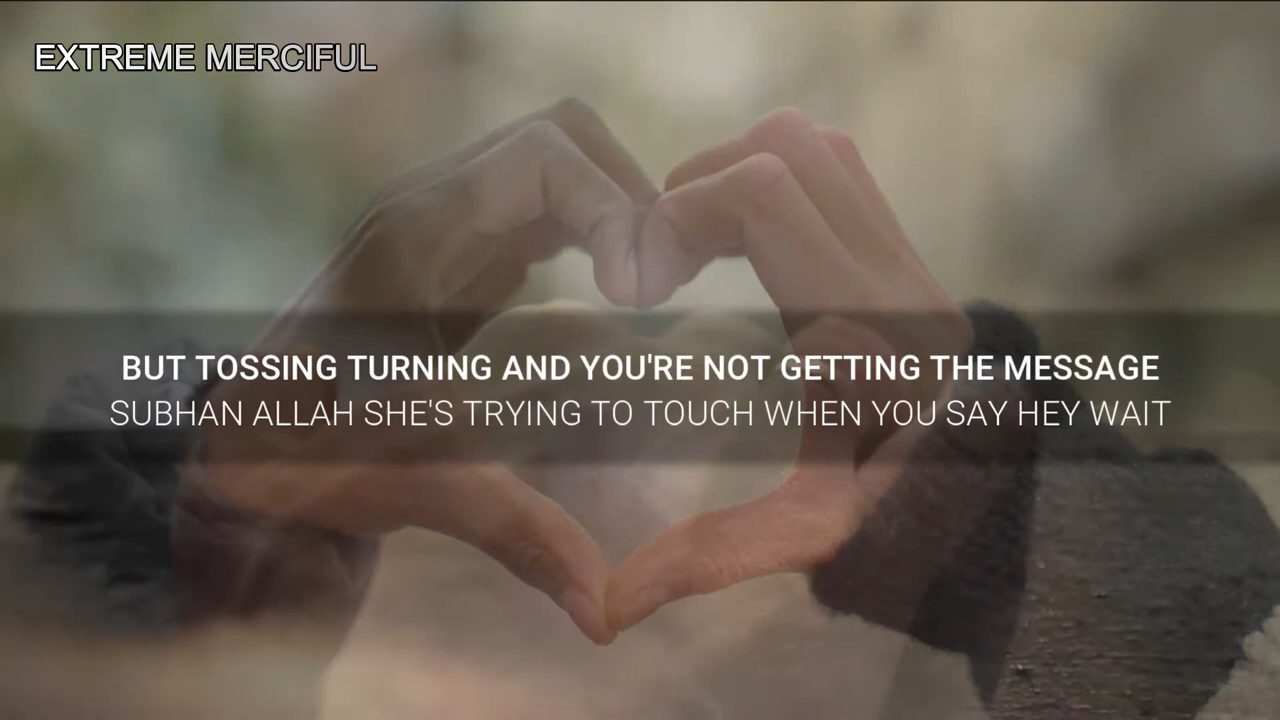 EXTREME MERCIFUL
BUT TOSSING TURNING AND YOU'RE NOT GETTING THE MESSAGE
SUBHAN ALLAH SHE'S TRYING TO TOUCH WHEN YOU SAY HEY WAIT